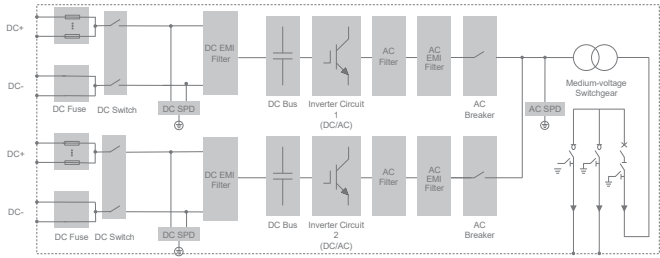 DC+
DC-
DC Fuse
DC Switch
DC SPD
DC EMI
Filter
DC Bus
Inverter Circuit
1
(DC/AC)
AC
Filter
AC
EMI
Filter
AC
Breaker
AC SPD
Medium-voltage
Switchgear
DC+
DC-
DC Fuse
DC Switch
DC SPD
DC EMI
Filter
DC Bus
Inverter Circuit
2
(DC/AC)
AC
Filter
AC
EMI
Filter
AC
Breaker